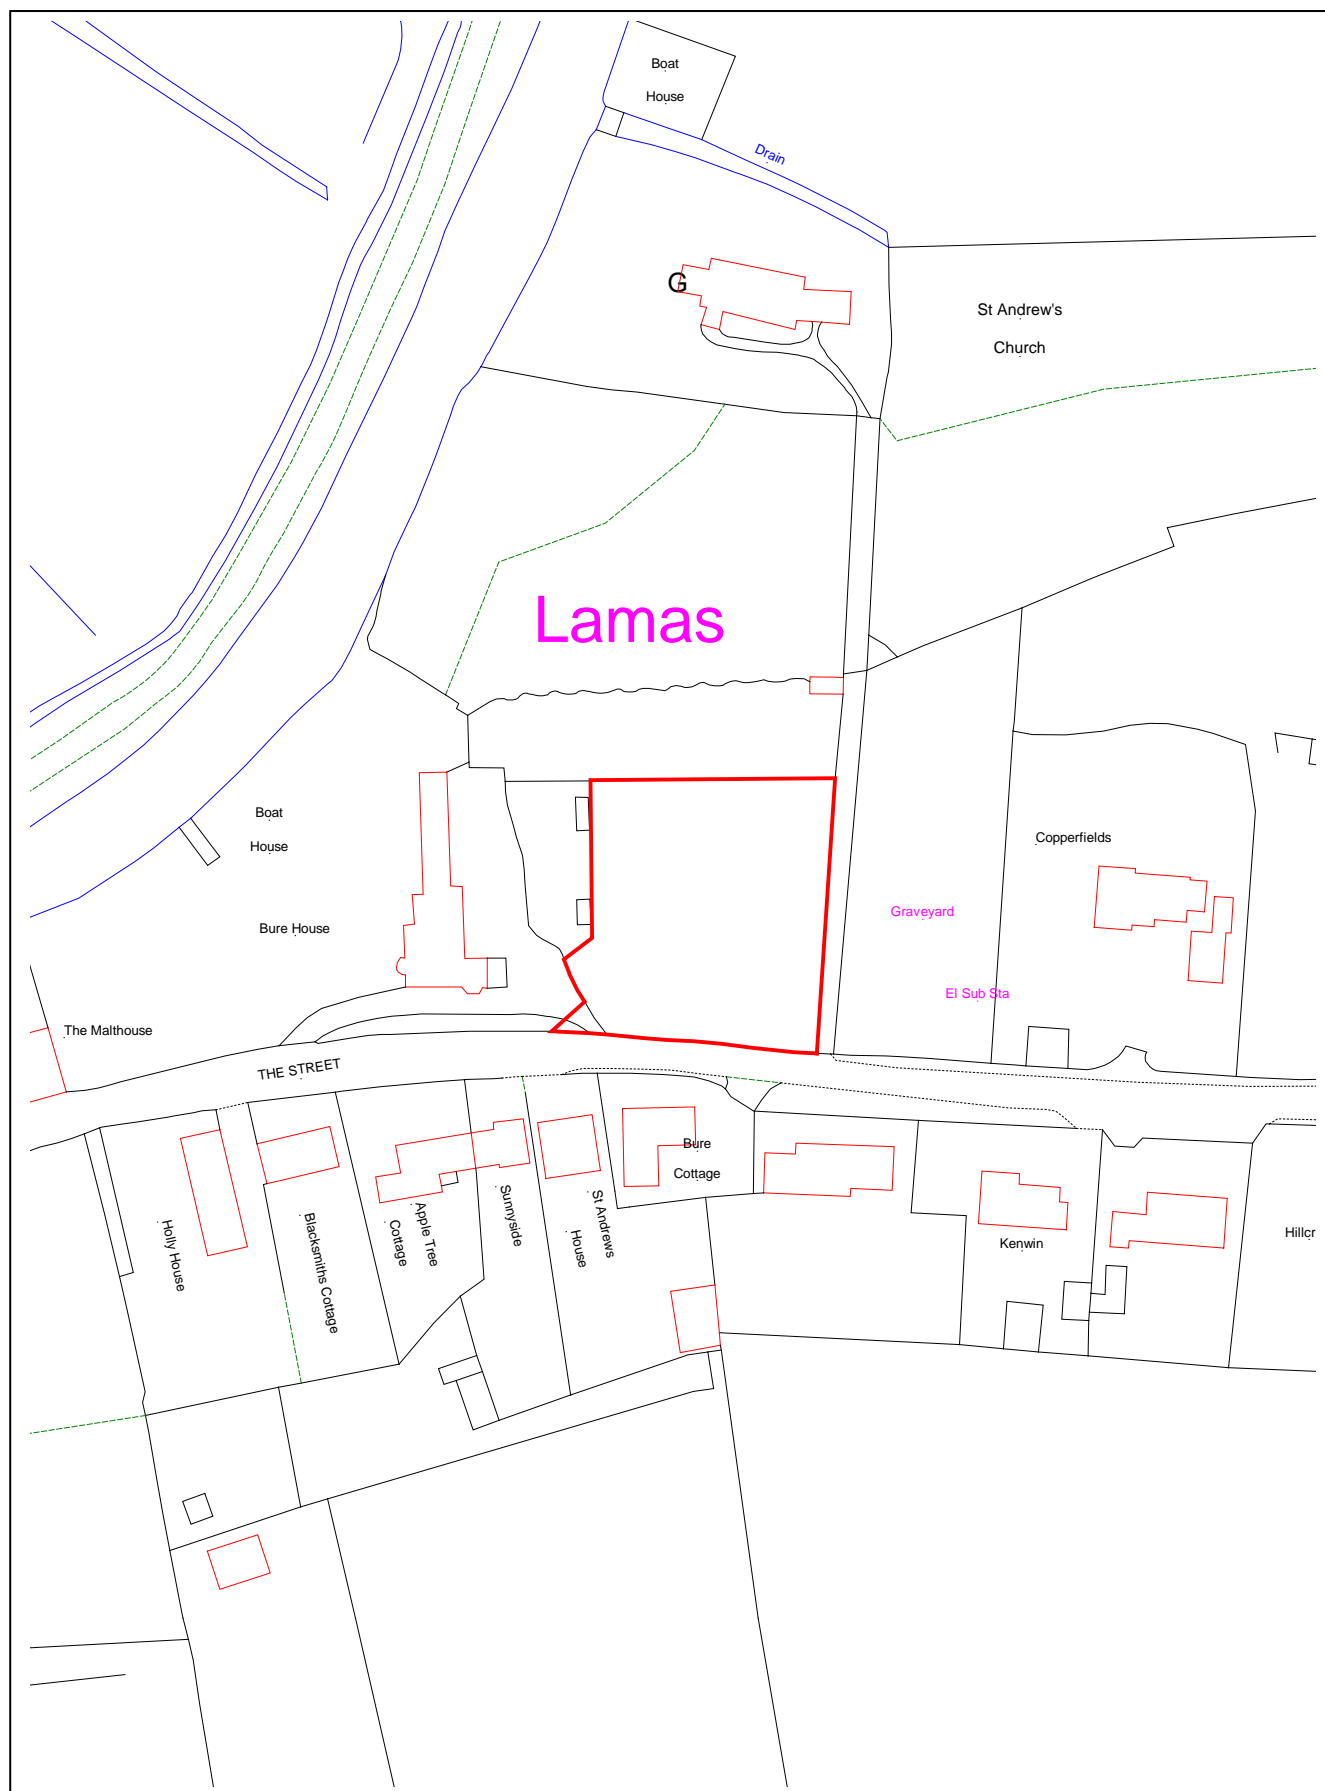 Boat
House
Drain
G
St Andrew's
Church
Lamas
Boat
House
Copperfields
Graveyard
Bure House
El Sub Sta
The Malthouse
THE STREET
Bure
Cottage
Holly House
Blacksmiths Cottage
Apple Tree
Cottage
Sunnyside
St Andrews
House
Kenwin
Hillcr